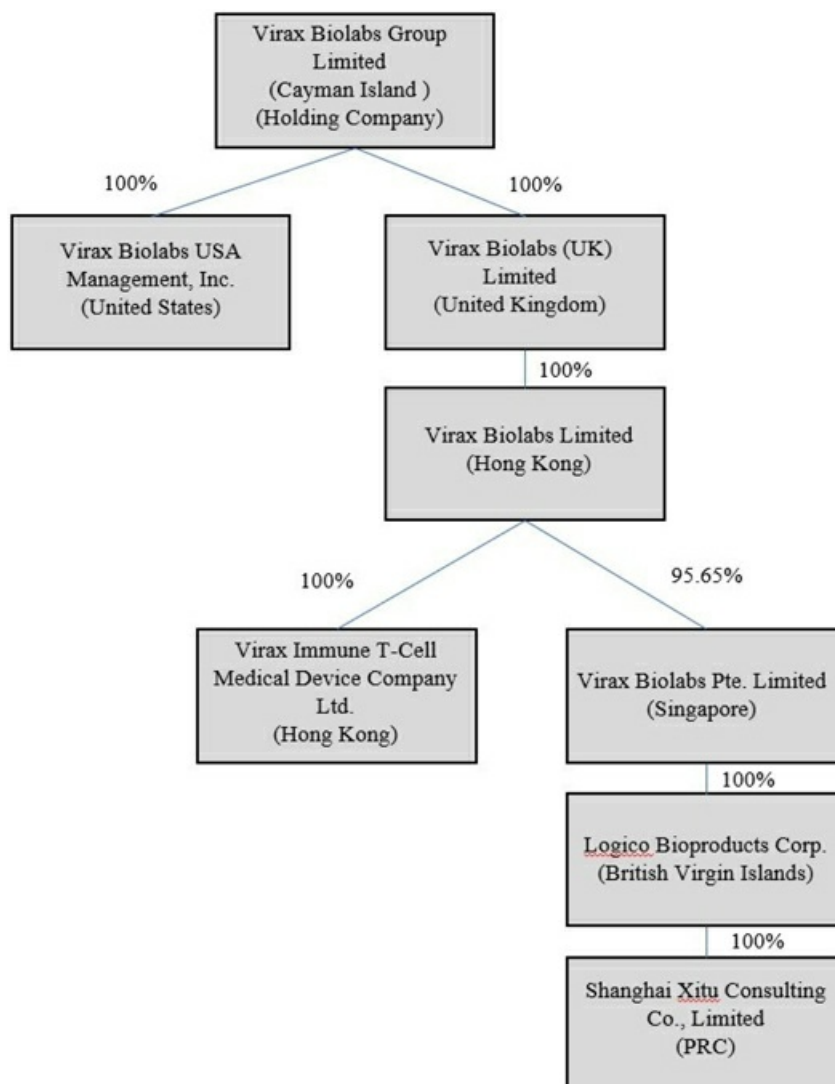 Virax Biolabs Group
Limited
(Cayman Island )
(Holding Company)
100%
100%
Virax Biolabs USA
Management, Inc.
(United States)
Virax Biolabs (UK)
Limited
(United Kingdom)
100%
Virax Biolabs Limited
(Hong Kong)
100%
95.65%
Virax Immune T-Cell
Medical Device Company
Ltd.
(Hong Kong)
Virax Biolabs Pte. Limited
(Singapore)
100%
Logico Bioproducts Corp.
(British Virgin Islands)
100%
Shanghai Xitu Consulting
Co., Limited
(PRC)